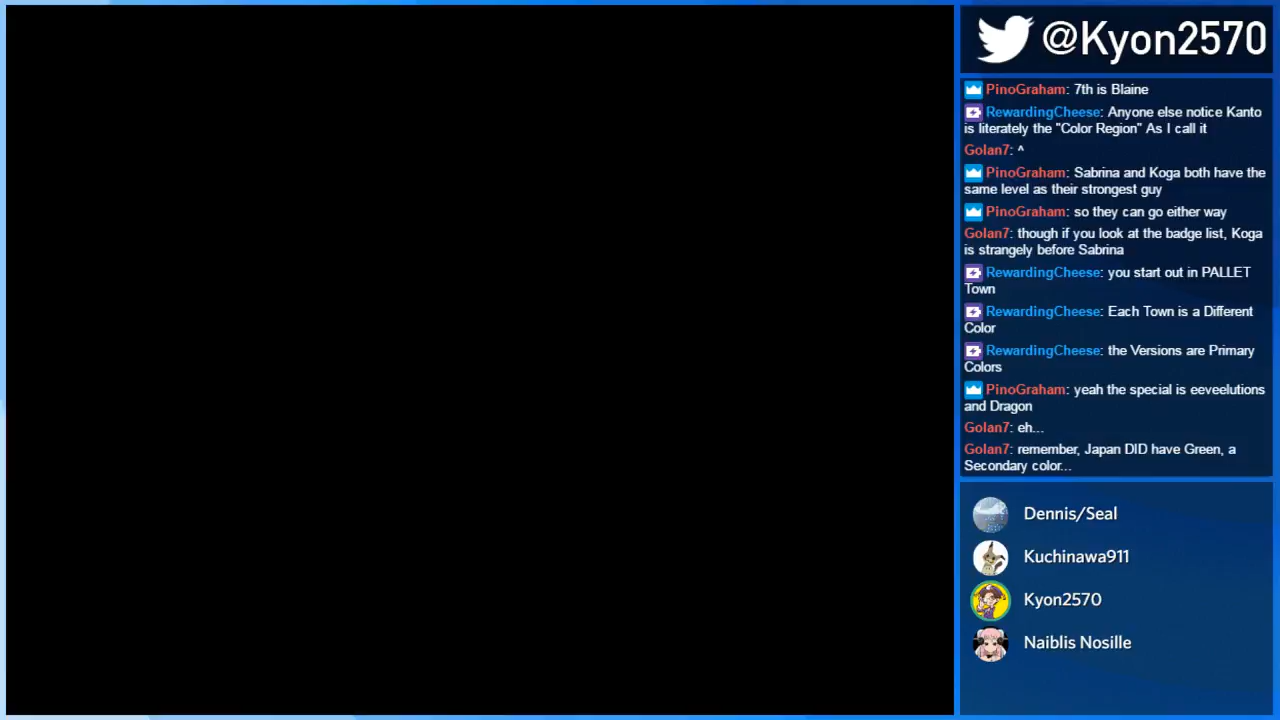 @Kyon2570
PinoGraham: 7th is Blaine
RewardingCheese: Anyone else notice Kanto
is literately the "Color Region" As I call it
Golan7: ^
PinoGraham: Sabrina and Koga both have the
same level as their strongest guy
PinoGraham: so they can go either way
Golan7: though if you look at the badge list, Koga
is strangely before Sabrina
RewardingCheese: you start out in PALLET
Town
RewardingCheese: Each Town is a Different
Color
RewardingCheese: the Versions are Primary
Colors
PinoGraham: yeah the special is eeveelutions
and Dragon
Golan7: eh...
Golan7: remember, Japan DID have Green, a
Secondary color...
Dennis/Seal
Kuchinawa911
Kyon2570
Naiblis Nosille